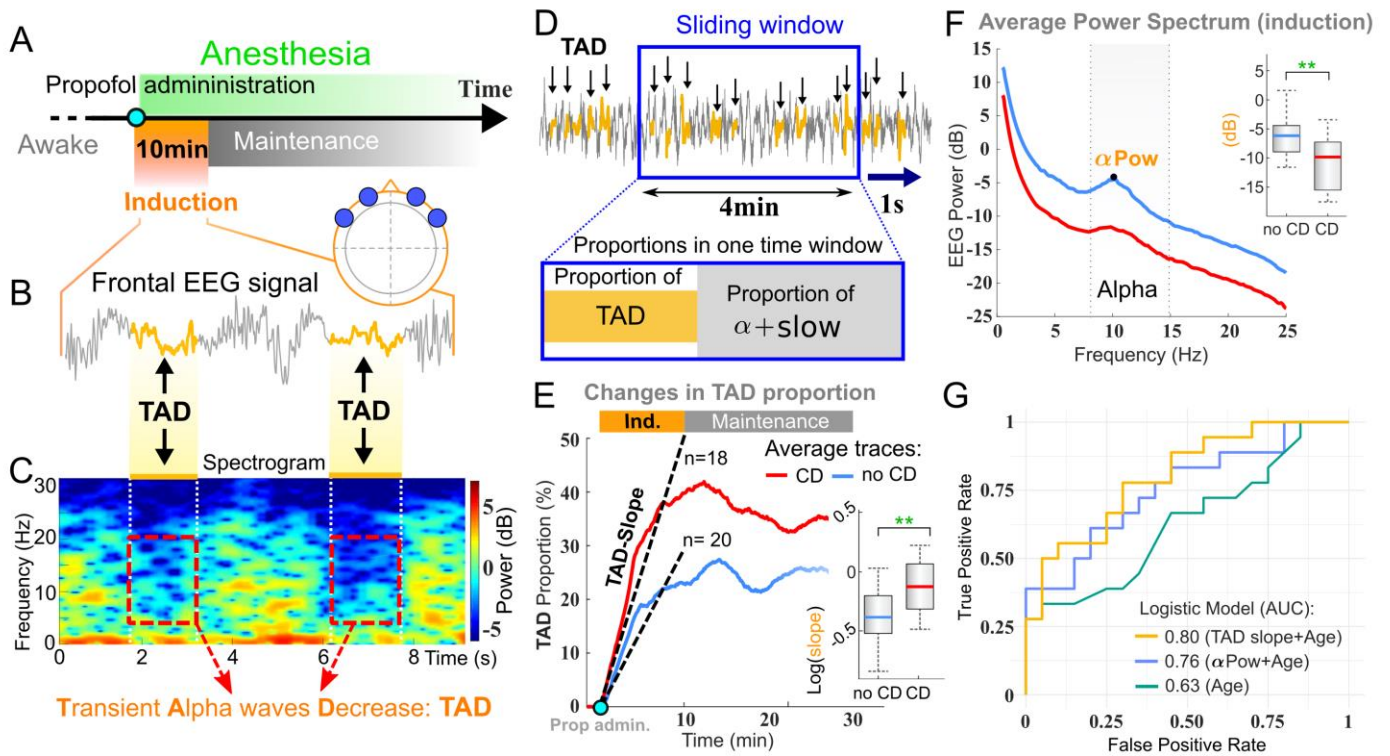 A
Anesthesia
Propofol admininistration
Time
Awake
10min
Maintenance
Induction
B
Frontal EEG signal
TAD
TAD
C
Spectrogram
Frequency (Hz)
30
20
10
0
0
2
4
6
8
Time (s)
5
-5
Power (dB)
Transient Alpha waves Decrease: TAD
D
Sliding window
TAD
4min
1s
Proportions in one time window
Proportion of
TAD
Proportion of
α+slow
E
Changes in TAD proportion
Ind.
Maintenance
Average traces:
CD
no CD
n=18
n= 20
TAD-Slope
TAD Proportion (%)
50
40
30
20
10
0
0
10
20
30
Prop admin.
Time (min)
Log(slope)
0.5
0
-0.5
**
no CD
CD
F
Average Power Spectrum (induction)
EEG Power (dB)
15
10
5
0
-5
-10
-15
-20
-25
αPow
Alpha
0
5
10
15
20
25
Frequency (Hz)
**
(dB)
5
0
-5
-10
-15
no CD
CD
G
True Positive Rate
1
0.75
0.50
0.25
0
Logistic Model (AUC):
0.80 (TAD slope+Age)
0.76 (αPow+Age)
0.63 (Age)
0
0.25
0.50
0.75
1
False Positive Rate